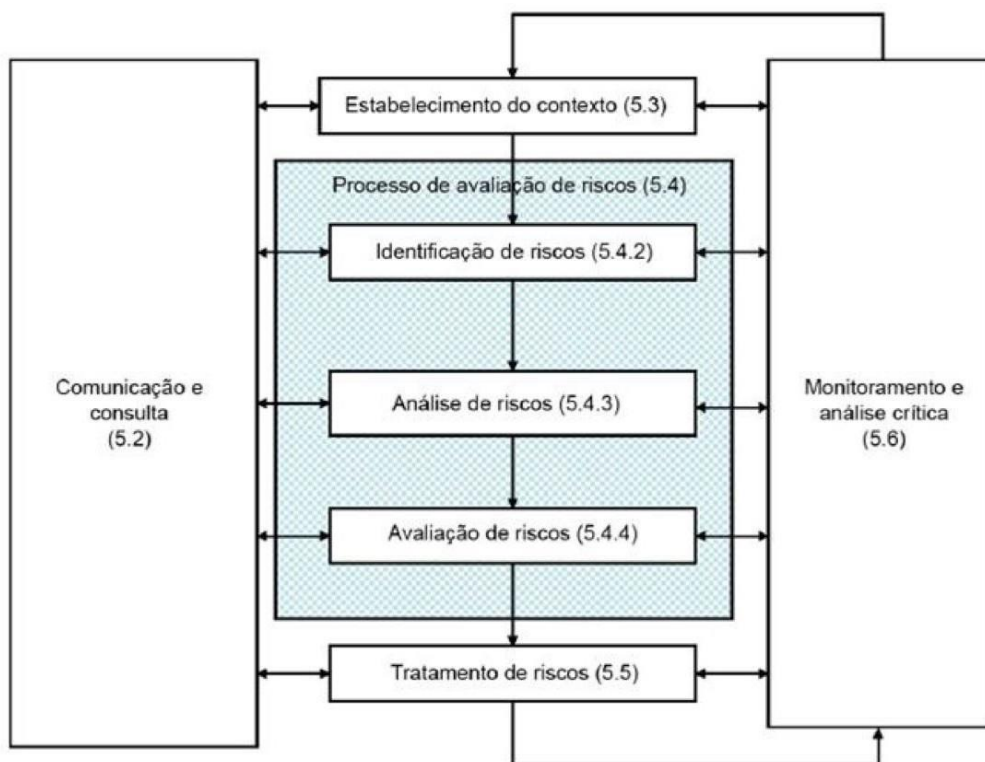 Estabelecimento do contexto (5.3)
Processo de avaliação de riscos (5.4)
Identificação de riscos (5.4.2)
Comunicação e
consulta
(5.2)
Análise de riscos (5.4.3)
Monitoramento e
análise crítica
(5.6)
Avaliação de riscos (5.4.4)
Tratamento de riscos (5.5)